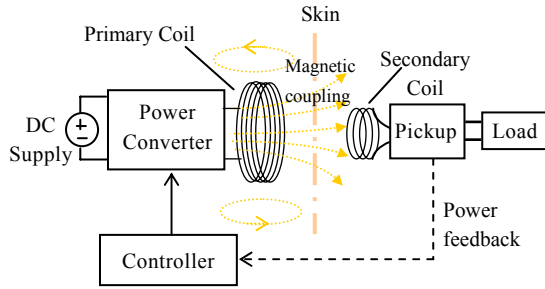 Skin
Primary Coil
Magnetic
coupling
Secondary
Coil
DC
Supply
Power
Converter
Pickup
Load
Power
feedback
Controller